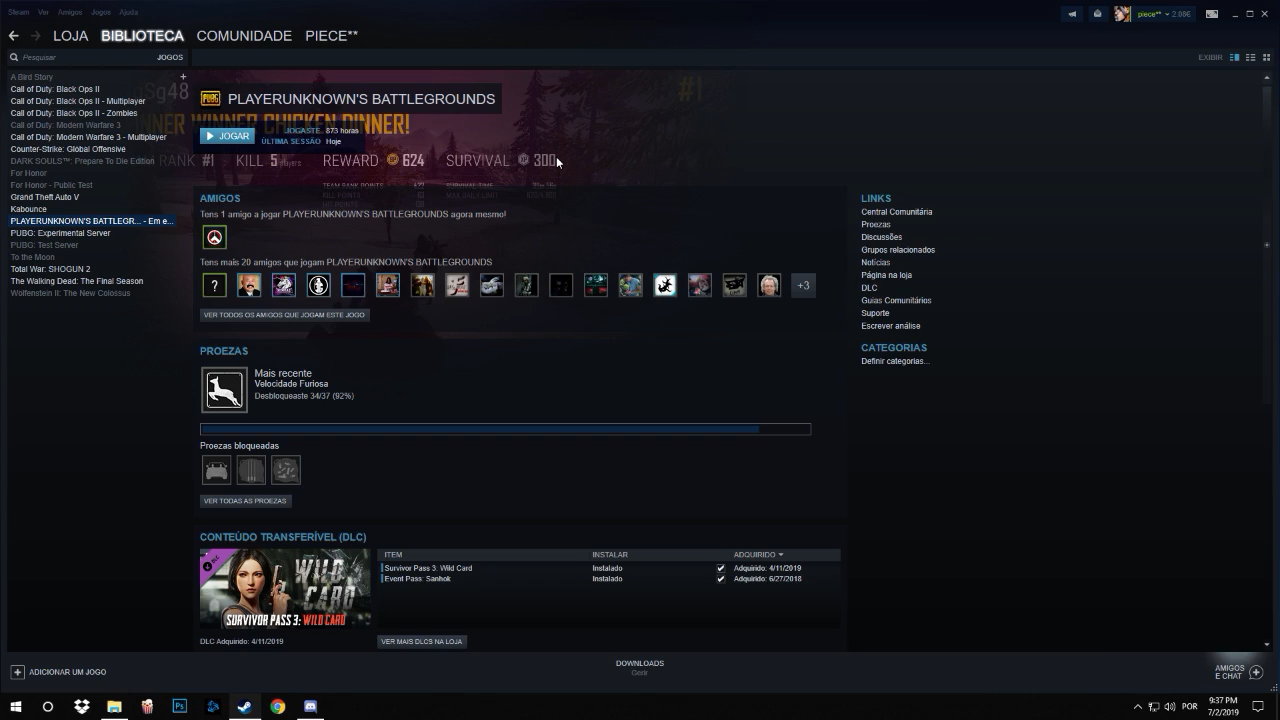 Steam Ver Amigos Jogos Ajuda
piece** 2.08€
LOJA BIBLIOTECA COMUNIDADE PIECE**
Pesquisar JOGOS
EXIBIR
A Bird Story
Call of Duty: Black Ops II
Call of Duty: Black Ops II - Multiplayer
Call of Duty: Black Ops II - Zombies
Call of Duty: Modern Warfare 3
Call of Duty: Modern Warfare 3 - Multiplayer
Counter-Strike: Global Offensive
DARK SOULS™: Prepare To Die Edition
For Honor
For Honor - Public Test
Grand Theft Auto V
Kabounce
PLAYERUNKNOWN'S BATTLEGR... - Em e...
PUBG: Experimental Server
PUBG: Test Server
To the Moon
Total War: SHOGUN 2
The Walking Dead: The Final Season
Wolfenstein II: The New Colossus
#1
PUBG
PLAYERUNKNOWN'S BATTLEGROUNDS
WINNER CHICKEN DINNER!
JOGAR
JOGASTE 873 horas
ÚLTIMA SESSÃO Hoje
RANK #1 KILL 5 players REWARD 624 SURVIVAL 300
AMIGOS
Tens 1 amigo a jogar PLAYERUNKNOWN'S BATTLEGROUNDS agora mesmo!
Tens mais 20 amigos que jogam PLAYERUNKNOWN'S BATTLEGROUNDS
?
+3
VER TODOS OS AMIGOS QUE JOGAM ESTE JOGO
PROEZAS
Mais recente
Velocidade Furiosa
Desbloqueaste 34/37 (92%)
Proezas bloqueadas
VER TODAS AS PROEZAS
CONTEÚDO TRANSFERÍVEL (DLC)
DLC
WILD CARD
SURVIVOR PASS 3: WILD CARD
DLC Adquirido: 4/11/2019
ITEM INSTALAR ADQUIRIDO
Survivor Pass 3: Wild Card Instalado Adquirido: 4/11/2019
Event Pass: Sanhok Instalado Adquirido: 6/27/2018
VER MAIS DLCS NA LOJA
LINKS
Central Comunitária
Proezas
Discussões
Grupos relacionados
Notícias
Página na loja
DLC
Guias Comunitários
Suporte
Escrever análise
CATEGORIAS
Definir categorias...
ADICIONAR UM JOGO
DOWNLOADS
Gerir
AMIGOS
E CHAT
Ps
POR
9:37 PM
7/2/2019